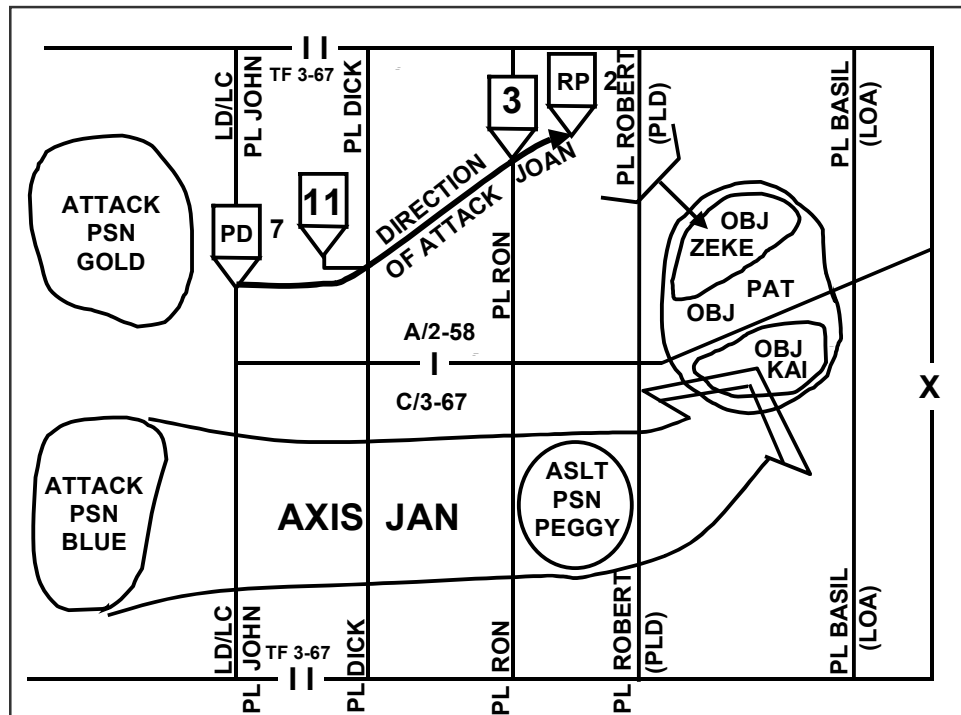 II
TF 3-67
LD/LC
PL JOHN
PL DICK
3
RP 2
PL ROBERT
(PLD)
PL BASIL
(LOA)
ATTACK
PSN
GOLD
PD 7
11
DIRECTION
OF ATTACK JOAN
PL RON
OBJ
ZEKE
PAT
OBJ
A/2-58
I
C/3-67
OBJ
KAI
X
ATTACK
PSN
BLUE
AXIS JAN
ASLT
PSN
PEGGY
LD/LC
PL JOHN
TF 3-67
II
PL DICK
PL RON
PL ROBERT
(PLD)
PL BASIL
(LOA)